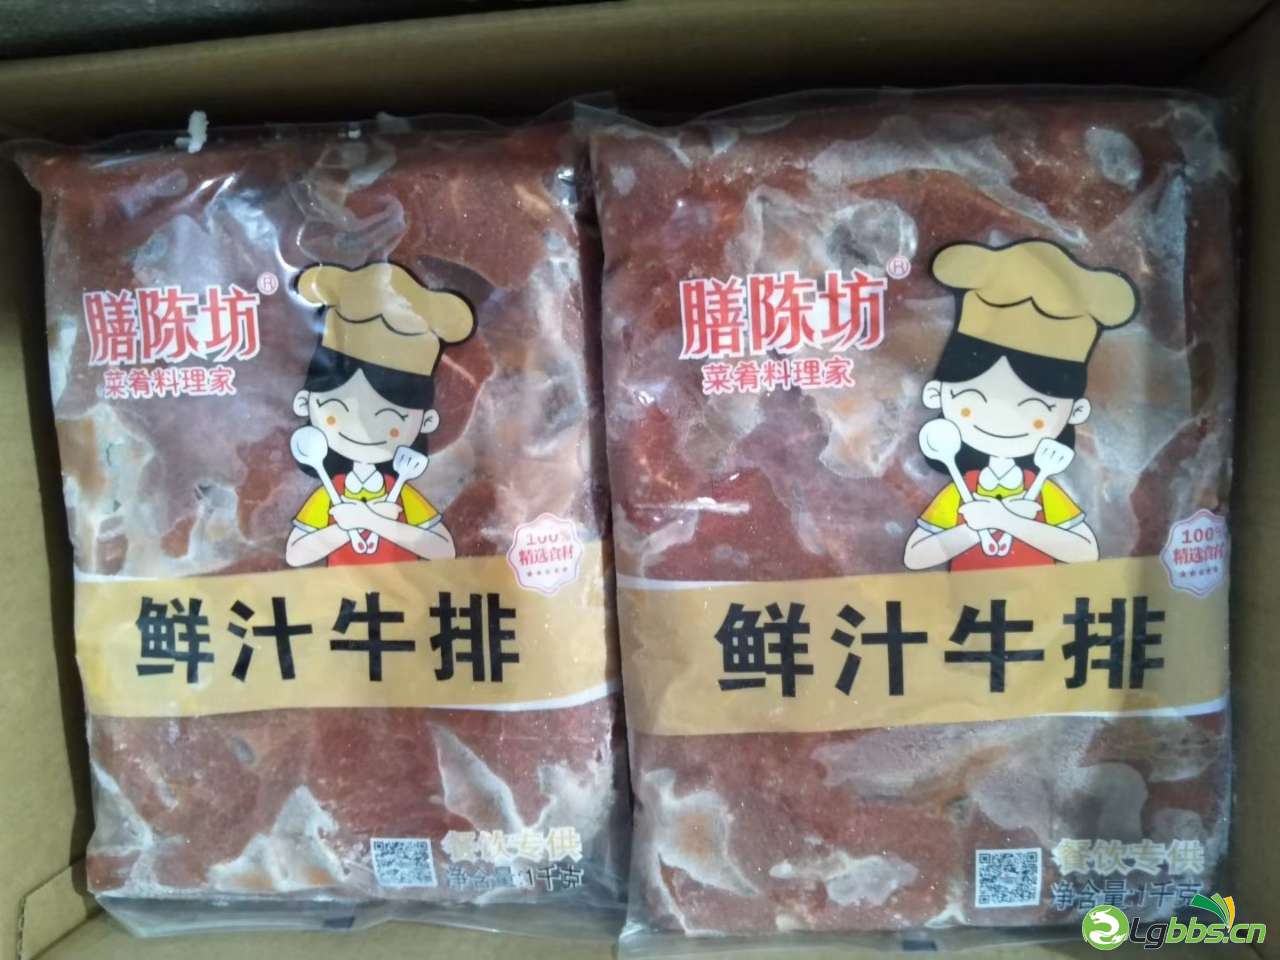 膳陈坊®
菜肴料理家
100%
精选食材
鲜汁牛排
餐饮专供
净含量:1千克
膳陈坊®
菜肴料理家
100%
精选食材
鲜汁牛排
餐饮专供
净含量:1千克
Lgbbs.cn